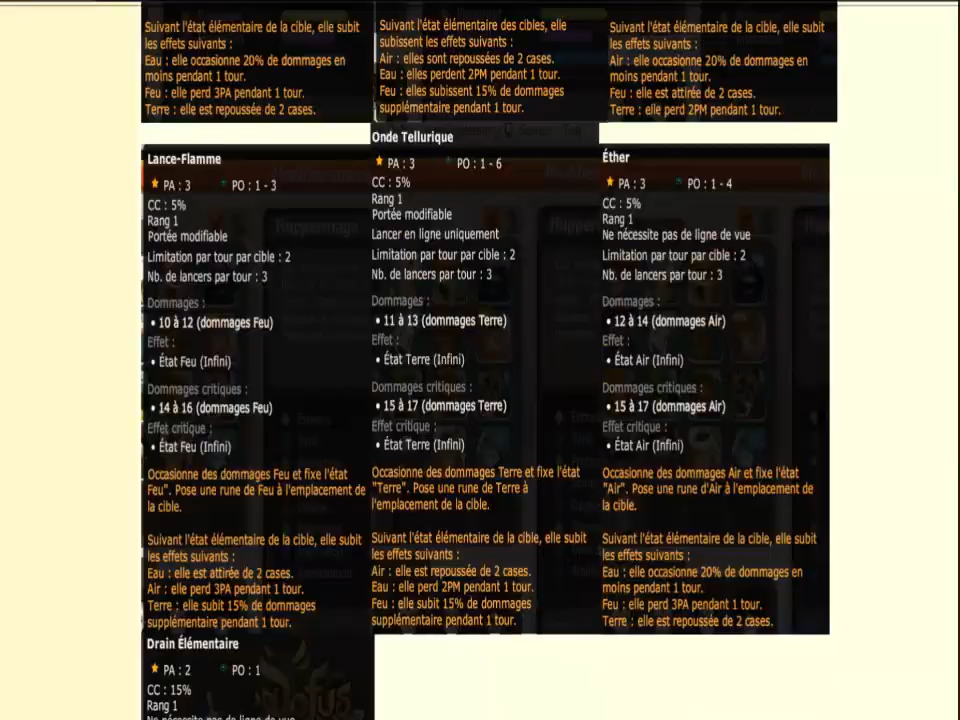 Suivant l'état élémentaire de la cible, elle subit
les effets suivants :
Eau : elle occasionne 20% de dommages en
moins pendant 1 tour.
Feu : elle perd 3PA pendant 1 tour.
Terre : elle est repoussée de 2 cases.
Suivant l'état élémentaire des cibles, elle
subissent les effets suivants :
Air : elles sont repoussées de 2 cases.
Eau : elles perdent 2PM pendant 1 tour.
Feu : elles subissent 15% de dommages
supplémentaire pendant 1 tour.
Suivant l'état élémentaire de la cible, elle subit
les effets suivants :
Air : elle occasionne 20% de dommages en
moins pendant 1 tour.
Feu : elle est attirée de 2 cases.
Terre : elle perd 2PM pendant 1 tour.
Lance-Flamme
PA : 3 PO : 1 - 3
CC : 5%
Rang 1
Portée modifiable
Limitation par tour par cible : 2
Nb. de lancers par tour : 3
Dommages :
• 10 à 12 (dommages Feu)
Effet :
• État Feu (Infini)
Dommages critiques :
• 14 à 16 (dommages Feu)
Effet critique :
• État Feu (Infini)
Occasionne des dommages Feu et fixe l'état
Feu". Pose une rune de Feu à l'emplacement de
la cible.
Suivant l'état élémentaire de la cible, elle subit
les effets suivants :
Eau : elle est attirée de 2 cases.
Air : elle perd 3PA pendant 1 tour.
Terre : elle subit 15% de dommages
supplémentaire pendant 1 tour.
Onde Tellurique
PA : 3 PO : 1 - 6
CC : 5%
Rang 1
Portée modifiable
Lancer en ligne uniquement
Limitation par tour par cible : 2
Nb. de lancers par tour : 3
Dommages :
• 11 à 13 (dommages Terre)
Effet :
• État Terre (Infini)
Dommages critiques :
• 15 à 17 (dommages Terre)
Effet critique :
• État Terre (Infini)
Occasionne des dommages Terre et fixe l'état
"Terre". Pose une rune de Terre à
l'emplacement de la cible.
Suivant l'état élémentaire de la cible, elle subit
les effets suivants :
Air : elle est repoussée de 2 cases.
Eau : elle perd 2PM pendant 1 tour.
Feu : elle subit 15% de dommages
supplémentaire pendant 1 tour.
Éther
PA : 3 PO : 1 - 4
CC : 5%
Rang 1
Ne nécessite pas de ligne de vue
Limitation par tour par cible : 2
Nb. de lancers par tour : 3
Dommages :
• 12 à 14 (dommages Air)
Effet :
• État Air (Infini)
Dommages critiques :
• 15 à 17 (dommages Air)
Effet critique :
• État Air (Infini)
Occasionne des dommages Air et fixe l'état
"Air". Pose une rune d'Air à l'emplacement de
la cible.
Suivant l'état élémentaire de la cible, elle subit
les effets suivants :
Eau : elle occasionne 20% de dommages en
moins pendant 1 tour.
Feu : elle perd 3PA pendant 1 tour.
Terre : elle est repoussée de 2 cases.
Drain Élémentaire
PA : 2 PO : 1
CC : 15%
Rang 1
Ne nécessite pas de ligne de vue